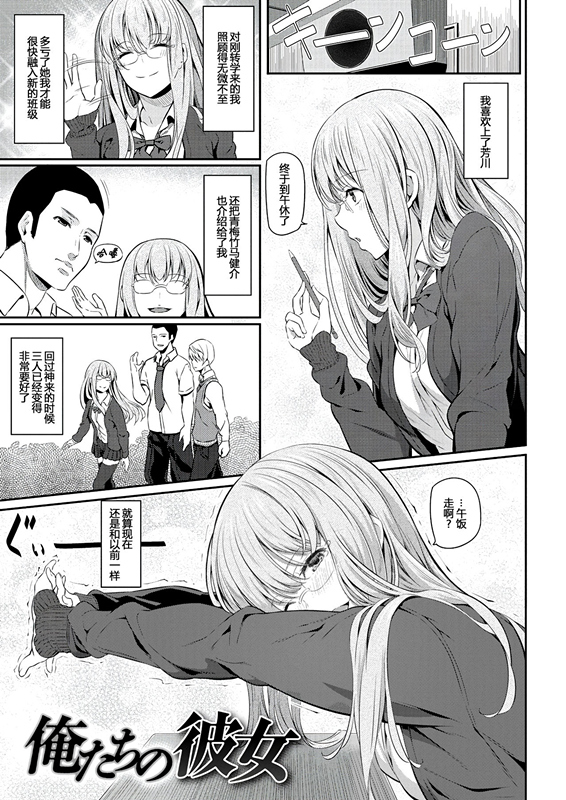 キーンコーン
我喜欢上了芳川
终于到午休了
对刚转学来的我
照顾得无微不至
多亏了她我才能
很快融入新的班级
还把青梅竹马健介
也介绍给了我
哈喽
回过神来的时候
三人已经变得
非常要好了
…午饭
走啊？
就算现在
还是和以前一样
ぐぃーーー
俺たちの彼女